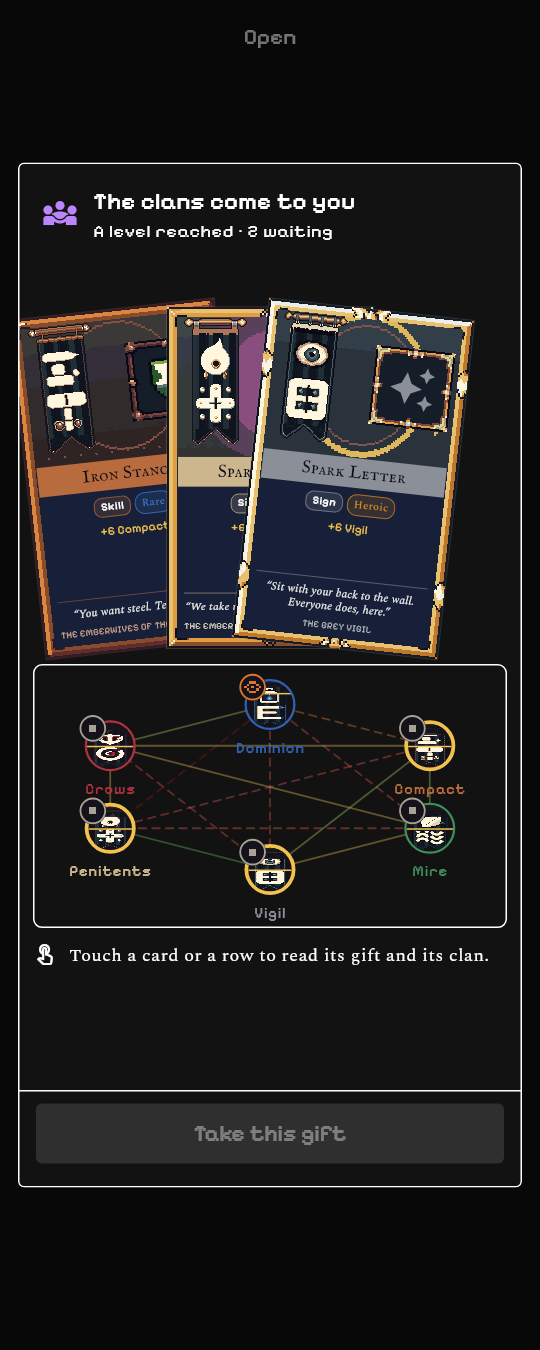 Open
The clans come to you
A level reached · 2 waiting
Iron Stanc
Skill Rare
+6 Compact
"You want steel. Te
THE EMBERWIVES OF TH
Spar
Si
+6
"We take
THE EMBER
Spark Letter
Sign Heroic
+6 Vigil
"Sit with your back to the wall.
Everyone does, here."
THE GREY VIGIL
Dominion
Crows
Compact
Penitents
Mire
Vigil
Touch a card or a row to read its gift and its clan.
Take this gift